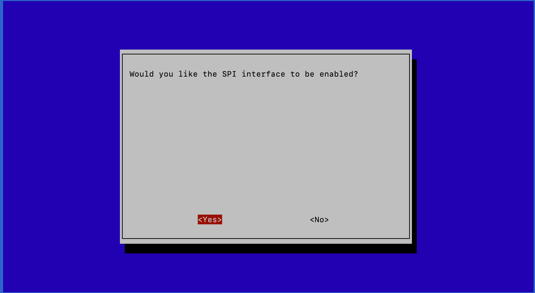 Would you like the SPI interface to be enabled?
<Yes> <No>